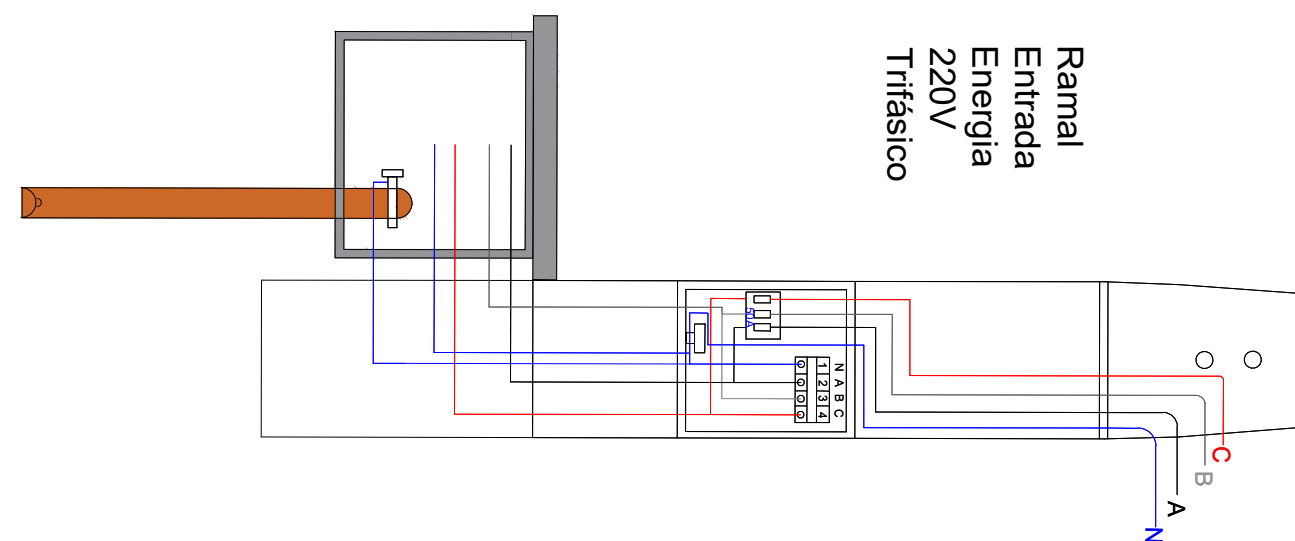 Ramal
Entrada
Energia
220V
Trifásico
50A
N A B C
1 2 3 4
C
B
A
N